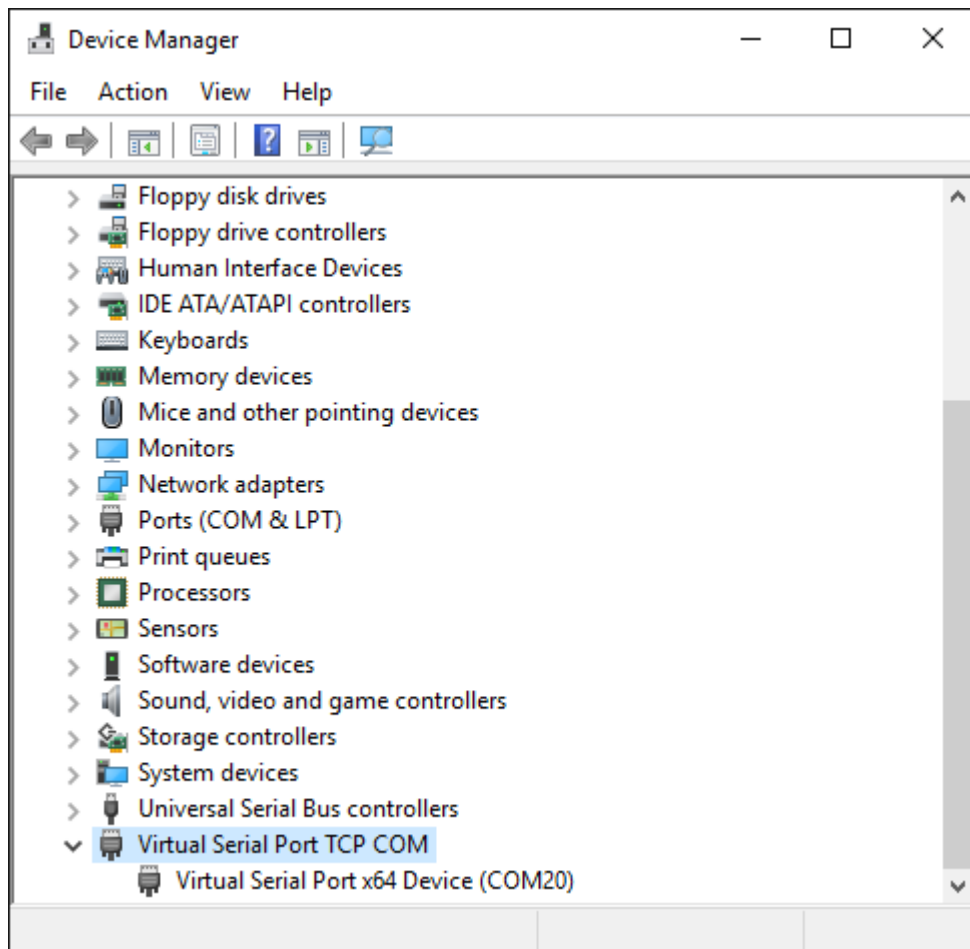 Device Manager
File Action View Help
Floppy disk drives
Floppy drive controllers
Human Interface Devices
IDE ATA/ATAPI controllers
Keyboards
Memory devices
Mice and other pointing devices
Monitors
Network adapters
Ports (COM & LPT)
Print queues
Processors
Sensors
Software devices
Sound, video and game controllers
Storage controllers
System devices
Universal Serial Bus controllers
Virtual Serial Port TCP COM
Virtual Serial Port x64 Device (COM20)